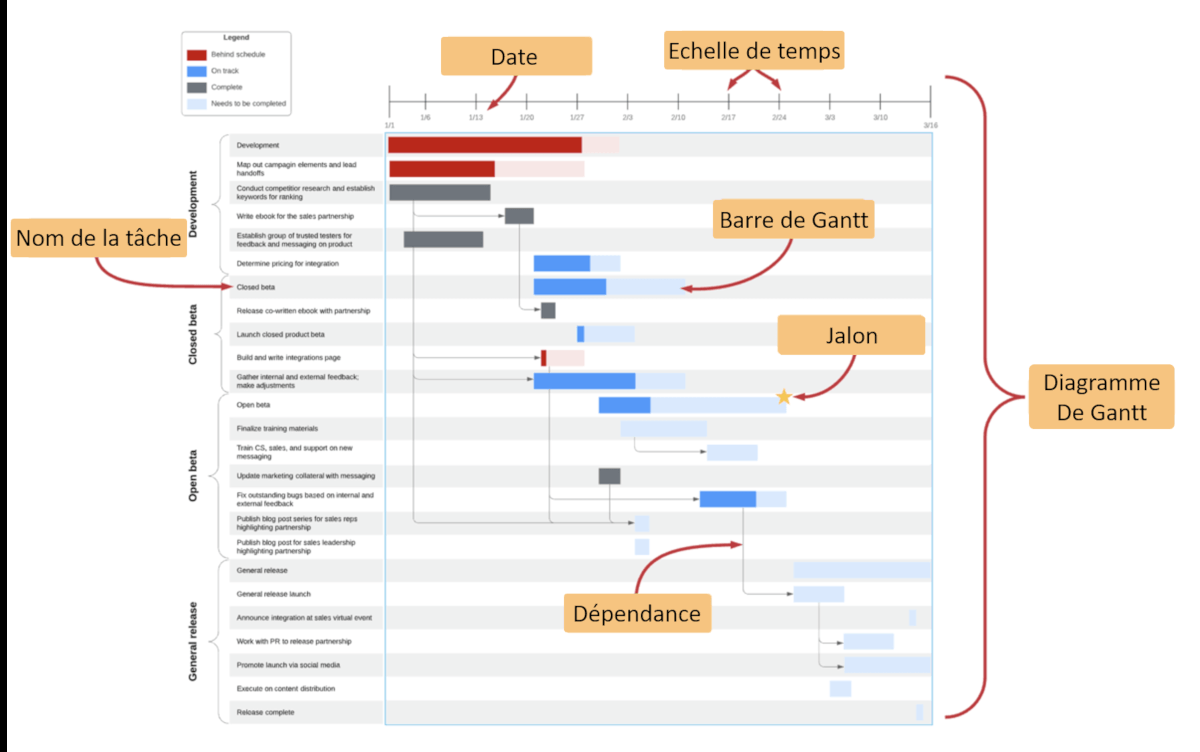 Legend
Behind schedule
On track
Complete
Needs to be completed
Date
Echelle de temps
1/1
1/6
1/13
1/20
1/27
2/3
2/10
2/17
2/24
3/3
3/10
3/16
Development
Development
Map out campagin elements and lead
handoffs
Conduct competitior research and establish
keywords for ranking
Write ebook for the sales partnership
Establish group of trusted testers for
feedback and messaging on product
Determine pricing for integration
Barre de Gantt
Nom de la tâche
Closed beta
Closed beta
Release co-written ebook with partnership
Launch closed product beta
Build and write integrations page
Gather internal and external feedback;
make adjustments
Jalon
Diagramme
De Gantt
Open beta
Open beta
Finalize training materials
Train CS, sales, and support on new
messaging
Update marketing collateral with messaging
Fix outstanding bugs based on internal and
external feedback
Publish blog post series for sales reps
highlighting partnership
Publish blog post for sales leadership
highlighting partnership
Dépendance
General release
General release
General release launch
Announce integration at sales virtual event
Work with PR to release partnership
Promote launch via social media
Execute on content distribution
Release complete